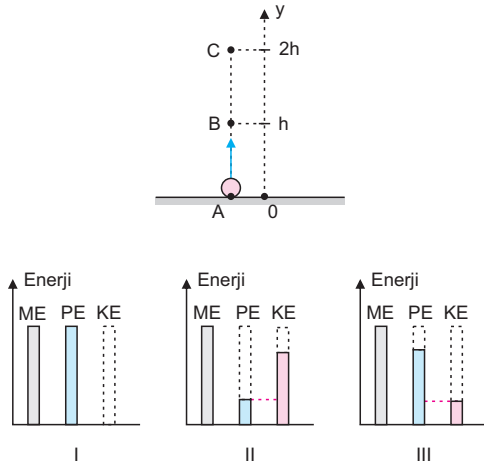 y
C 2h
B h
A 0
Enerji
ME PE KE
I
Enerji
ME PE KE
II
Enerji
ME PE KE
III